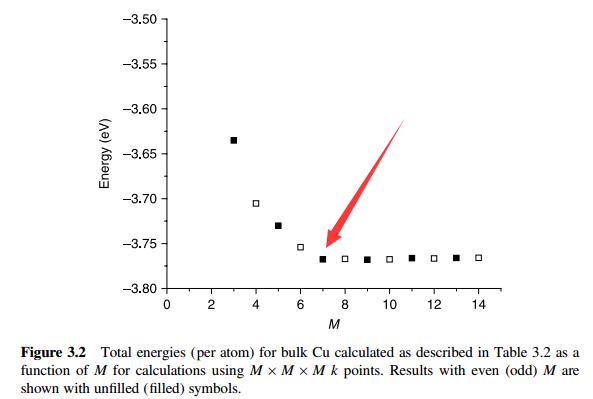 −3.50
−3.55
−3.60
−3.65
−3.70
−3.75
−3.80
Energy (eV)
0 2 4 6 8 10 12 14
M
Figure 3.2 Total energies (per atom) for bulk Cu calculated as described in Table 3.2 as a
function of M for calculations using M × M × M k points. Results with even (odd) M are
shown with unfilled (filled) symbols.